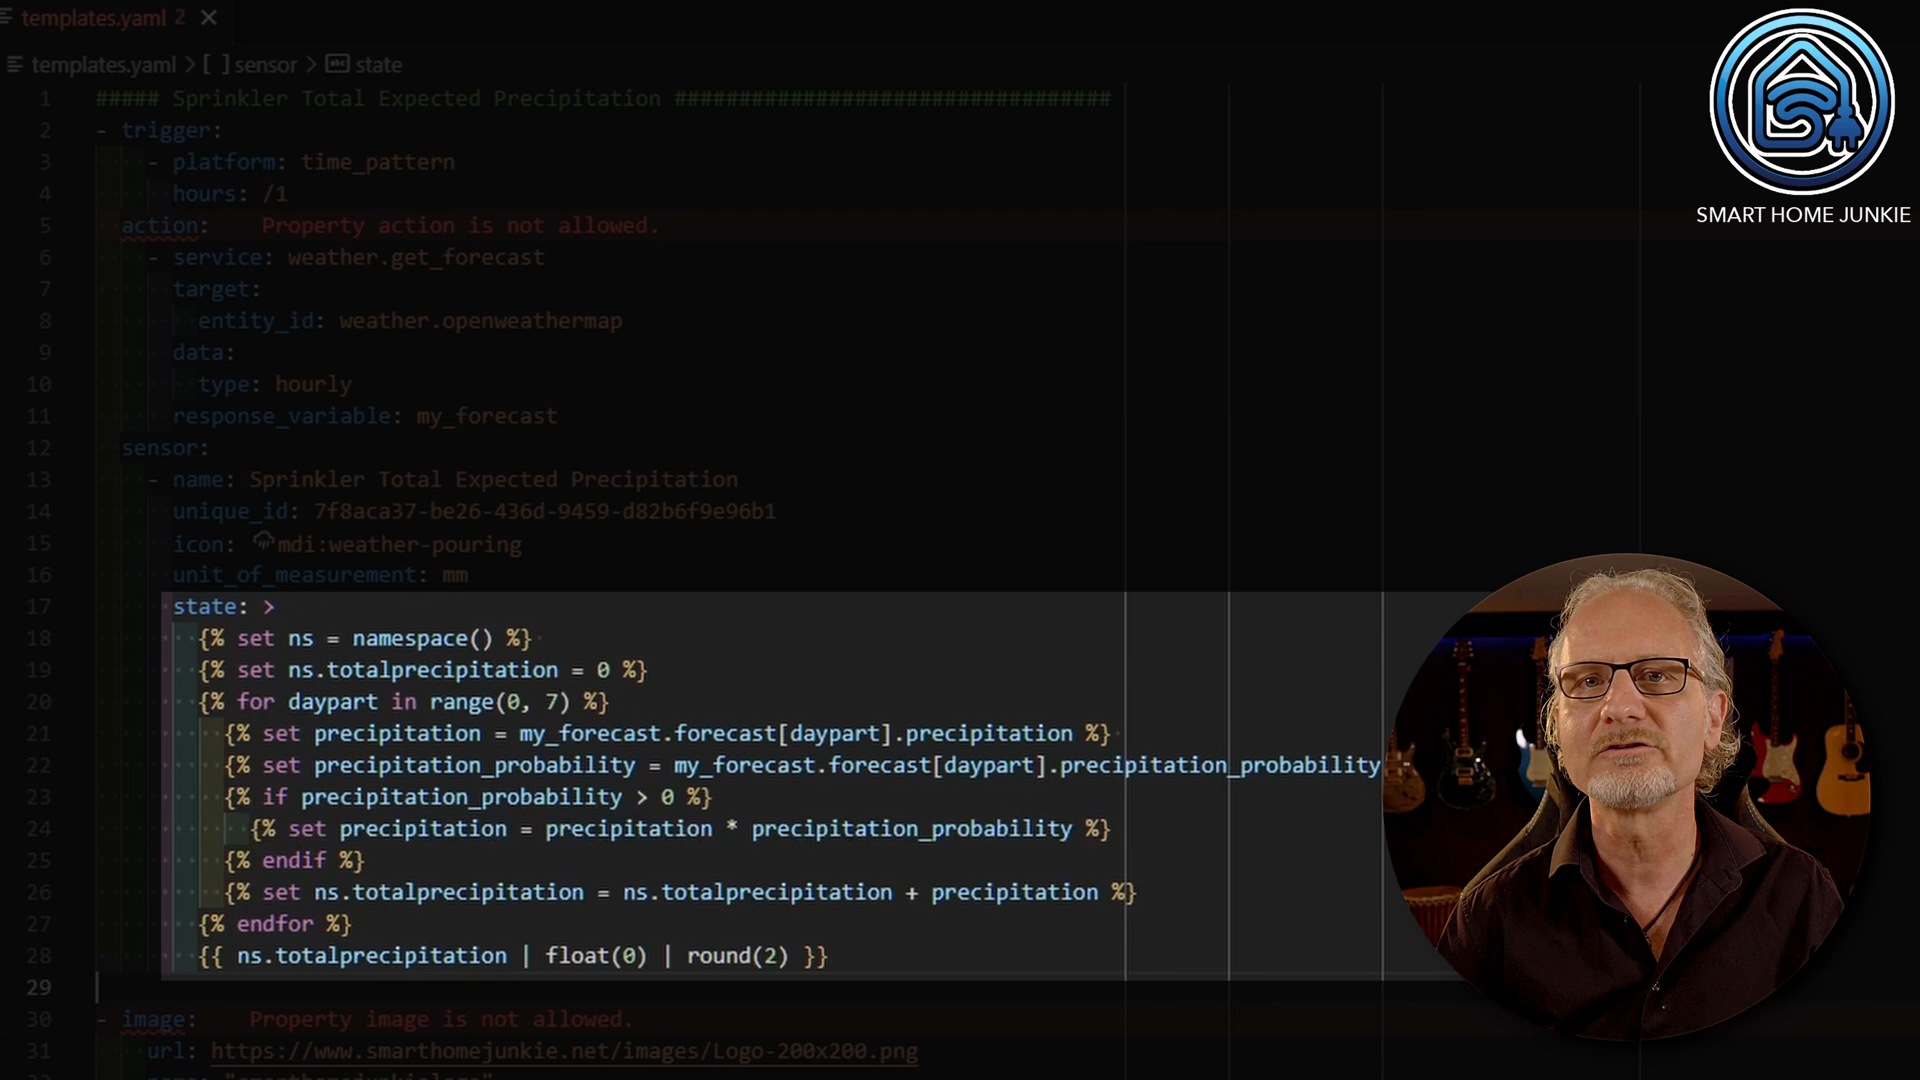 templates.yaml 2
templates.yaml > [ ] sensor > abc state
SMART HOME JUNKIE
1 ##### Sprinkler Total Expected Precipitation ##################################
2 - trigger:
3 - platform: time_pattern
4 hours: /1
5 action: Property action is not allowed.
6 - service: weather.get_forecast
7 target:
8 entity_id: weather.openweathermap
9 data:
10 type: hourly
11 response_variable: my_forecast
12 sensor:
13 - name: Sprinkler Total Expected Precipitation
14 unique_id: 7f8aca37-be26-436d-9459-d82b6f9e96b1
15 icon: mdi:weather-pouring
16 unit_of_measurement: mm
17 state: >
18 {% set ns = namespace() %}
19 {% set ns.totalprecipitation = 0 %}
20 {% for daypart in range(0, 7) %}
21 {% set precipitation = my_forecast.forecast[daypart].precipitation %}
22 {% set precipitation_probability = my_forecast.forecast[daypart].precipitation_probability
23 {% if precipitation_probability > 0 %}
24 {% set precipitation = precipitation * precipitation_probability %}
25 {% endif %}
26 {% set ns.totalprecipitation = ns.totalprecipitation + precipitation %}
27 {% endfor %}
28 {{ ns.totalprecipitation | float(0) | round(2) }}
29
30 - image: Property image is not allowed.
31 url: https://www.smarthomejunkie.net/images/Logo-200x200.png